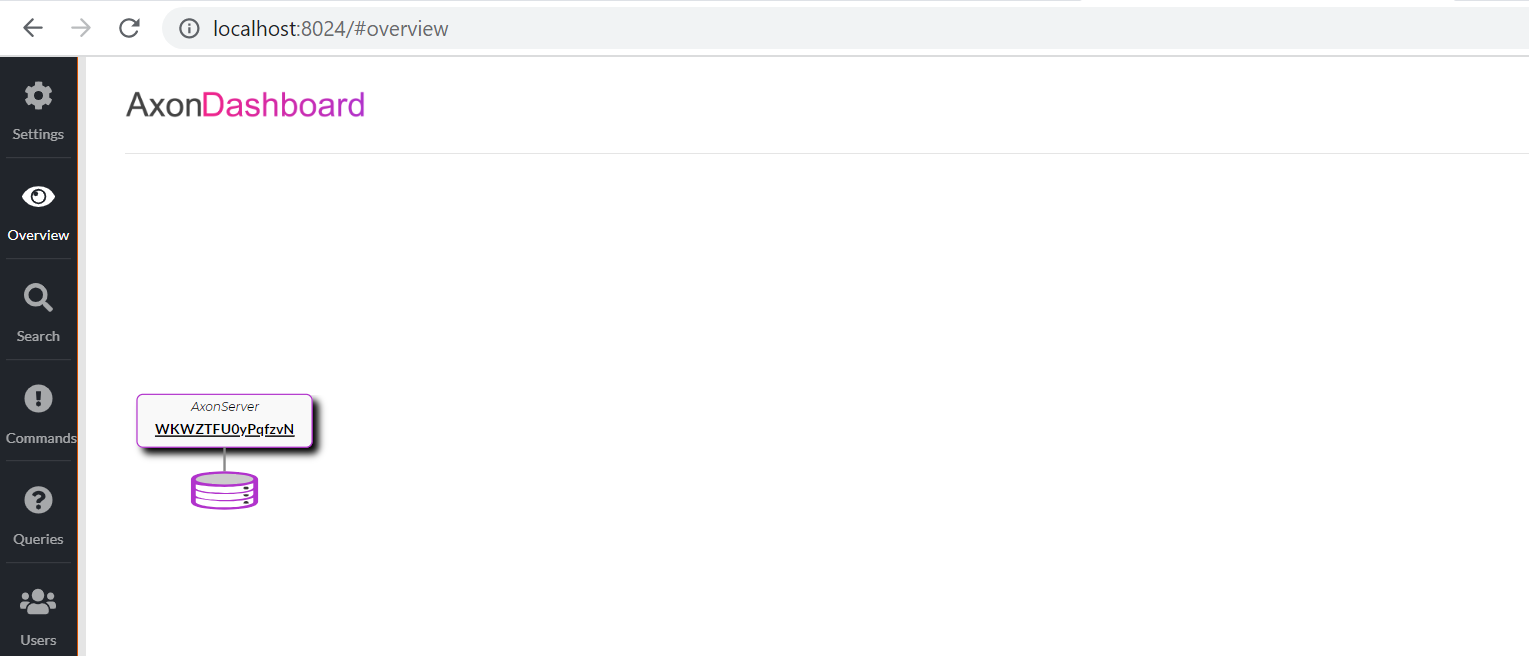 localhost:8024/#overview
AxonDashboard
Settings
Overview
Search
Commands
Queries
Users
AxonServer
WKWZTFU0yPqfzvN